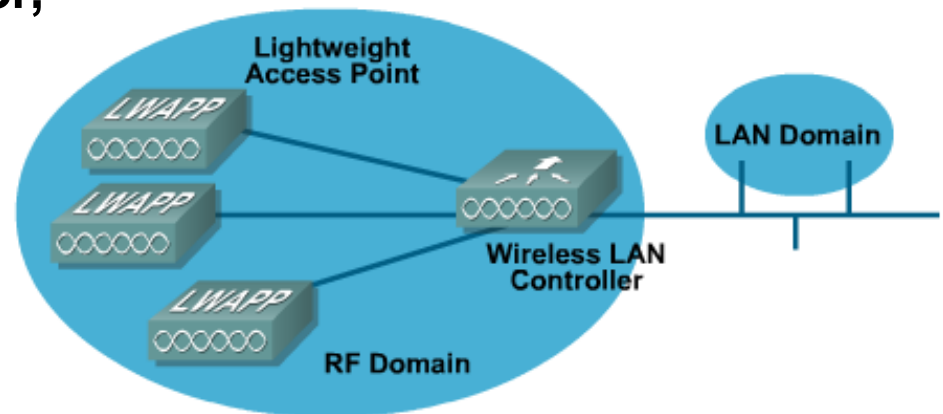 Lightweight
Access Point
LWAPP
LWAPP
LWAPP
LAN Domain
Wireless LAN
Controller
RF Domain